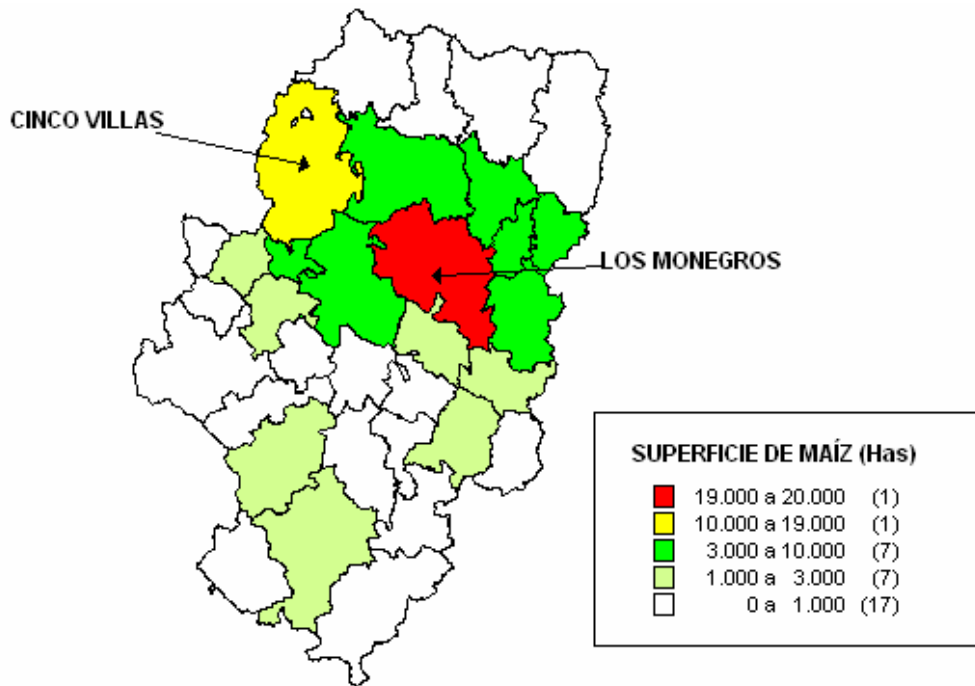 CINCO VILLAS
LOS MONEGROS
SUPERFICIE DE MAÍZ (Has)
19.000 a 20.000 (1)
10.000 a 19.000 (1)
3.000 a 10.000 (7)
1.000 a 3.000 (7)
0 a 1.000 (17)